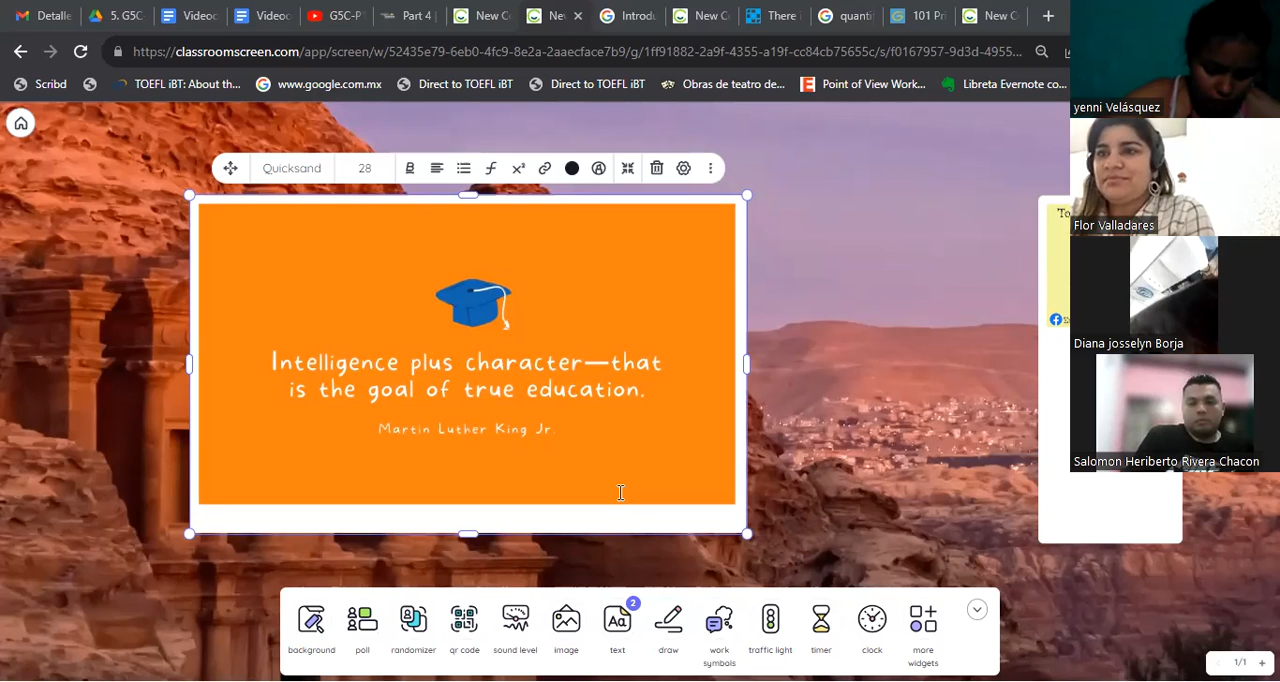 Detalle
5. G5C-
Videoc
Videoc
G5C-P
Part 4
New C
Ne
Introdu
New C
There i
quanti
101 Pri
New C
https://classroomscreen.com/app/screen/w/52435e79-6eb0-4fc9-8e2a-2aaecface7b9/g/1ff91882-2a9f-4355-a19f-cc84cb75655c/s/f0167957-9d3d-4955...
Scribd
TOEFL iBT: About th...
www.google.com.mx
Direct to TOEFL iBT
Direct to TOEFL iBT
Obras de teatro de...
Point of View Work...
Libreta Evernote co...
yenni Velásquez
Flor Valladares
Diana josselyn Borja
Salomon Heriberto Rivera Chacon
Quicksand
28
To
Intelligence plus character—that
is the goal of true education.
Martin Luther King Jr.
2
background
poll
randomizer
qr code
sound level
image
text
draw
work
symbols
traffic light
timer
clock
more
widgets
1/1